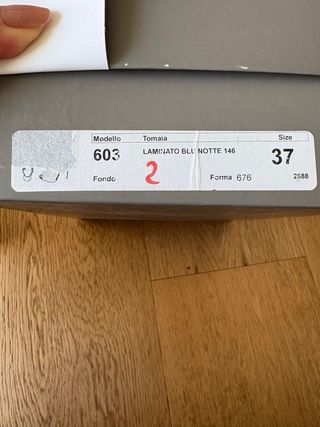 Modello Tomaia Size
603 LAMINATO BLU NOTTE 146 37
Fondo 2 Forma 676 2688